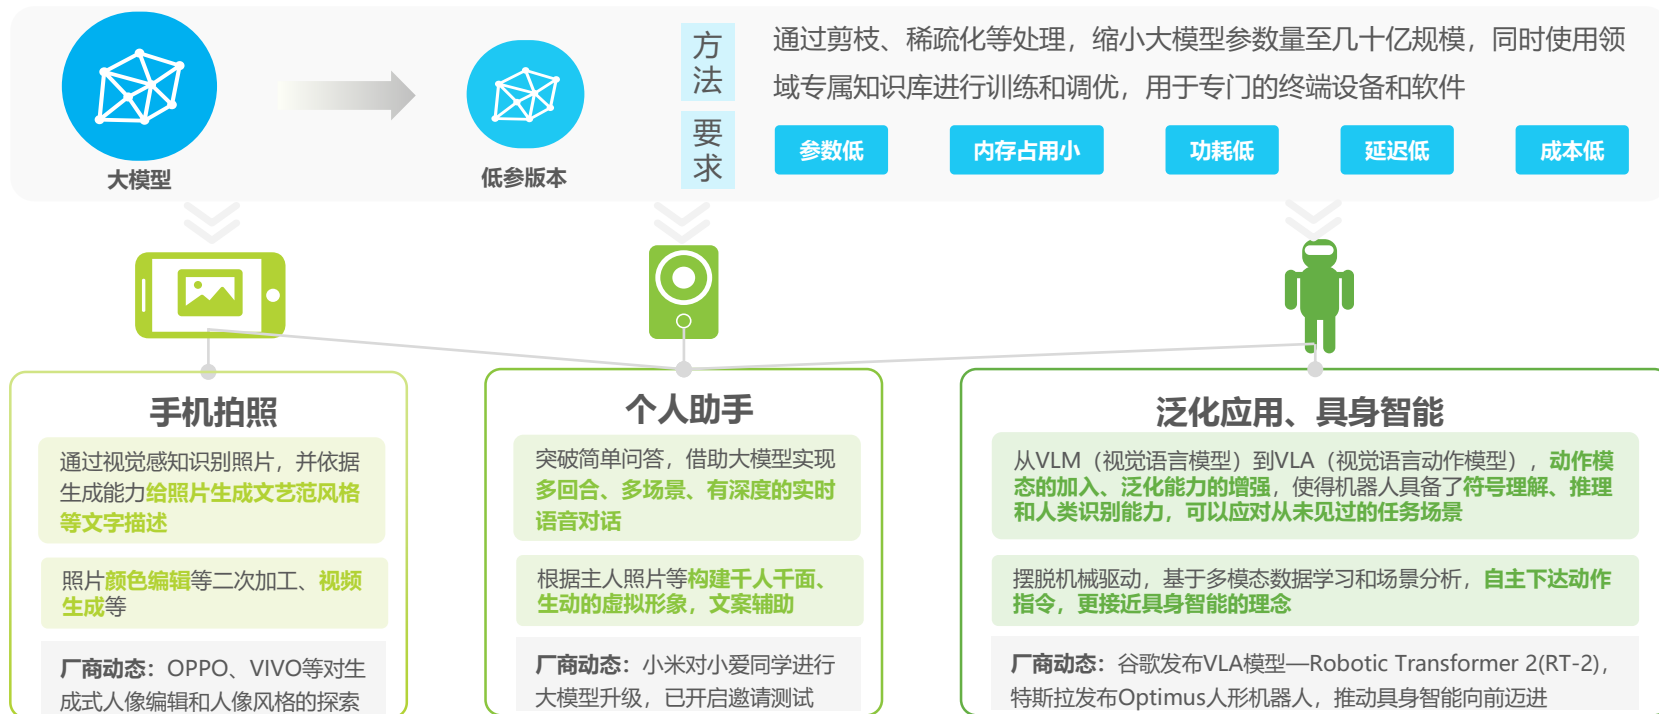 大模型
低参版本
方法
通过剪枝、稀疏化等处理，缩小大模型参数量至几十亿规模，同时使用领
域专属知识库进行训练和调优，用于专门的终端设备和软件
要求
参数低
内存占用小
功耗低
延迟低
成本低
手机拍照
通过视觉感知识别照片，并依据
生成能力给照片生成文艺范风格
等文字描述
照片颜色编辑等二次加工、视频
生成等
厂商动态：OPPO、VIVO等对生
成式人像编辑和人像风格的探索
个人助手
突破简单问答，借助大模型实现
多回合、多场景、有深度的实时
语音对话
根据主人照片等构建千人千面、
生动的虚拟形象，文案辅助
厂商动态：小米对小爱同学进行
大模型升级，已开启邀请测试
泛化应用、具身智能
从VLM（视觉语言模型）到VLA（视觉语言动作模型），动作模
态的加入、泛化能力的增强，使得机器人具备了符号理解、推理
和人类识别能力，可以应对从未见过的任务场景
摆脱机械驱动，基于多模态数据学习和场景分析，自主下达动作
指令，更接近具身智能的理念
厂商动态：谷歌发布VLA模型—Robotic Transformer 2(RT-2)，
特斯拉发布Optimus人形机器人，推动具身智能向前迈进